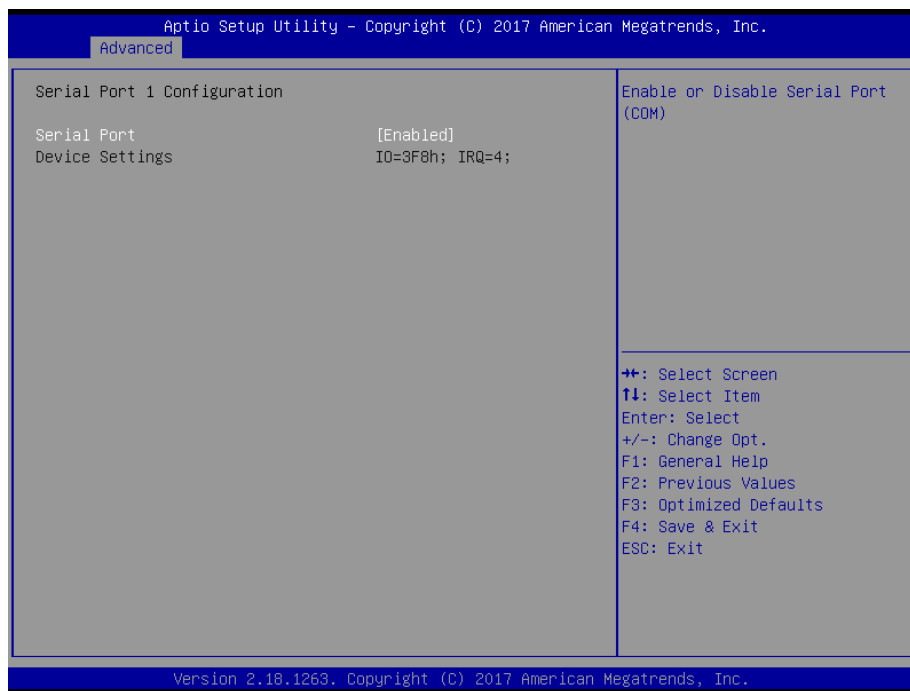 Aptio Setup Utility – Copyright (C) 2017 American Megatrends, Inc.
Advanced
Serial Port 1 Configuration
Serial Port [Enabled]
Device Settings IO=3F8h; IRQ=4;
Enable or Disable Serial Port
(COM)
→←: Select Screen
↑↓: Select Item
Enter: Select
+/-: Change Opt.
F1: General Help
F2: Previous Values
F3: Optimized Defaults
F4: Save & Exit
ESC: Exit
Version 2.18.1263. Copyright (C) 2017 American Megatrends, Inc.